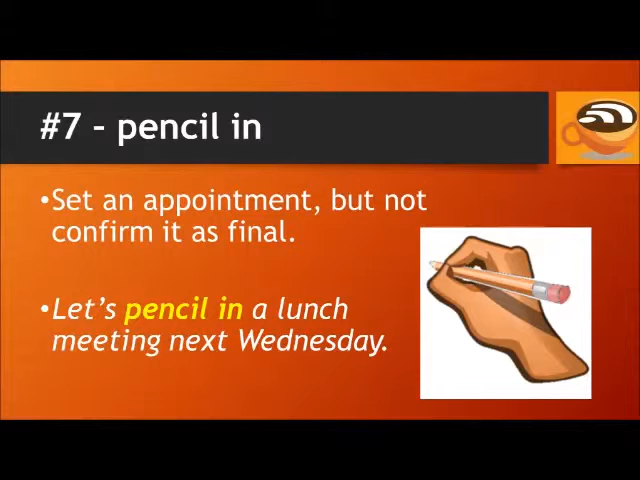 #7 – pencil in
•Set an appointment, but not
confirm it as final.
•Let’s pencil in a lunch
meeting next Wednesday.